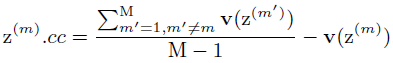 z^{(m)}.cc = \frac{\sum_{m'=1,m'\neq m}^{M} \mathbf{v}(z^{(m')})}{M - 1} - \mathbf{v}(z^{(m)})